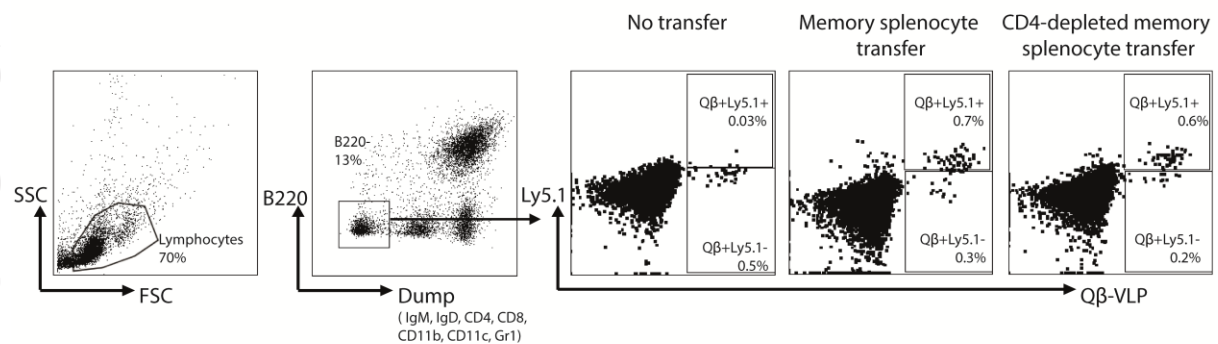 No transfer
Memory splenocyte
transfer
CD4-depleted memory
splenocyte transfer
SSC
Lymphocytes
70%
FSC
B220
B220-
13%
Dump
( IgM, IgD, CD4, CD8,
CD11b, CD11c, Gr1)
Ly5.1
Qβ+Ly5.1+
0.03%
Qβ+Ly5.1-
0.5%
Qβ+Ly5.1+
0.7%
Qβ+Ly5.1-
0.3%
Qβ+Ly5.1+
0.6%
Qβ+Ly5.1-
0.2%
Qβ-VLP